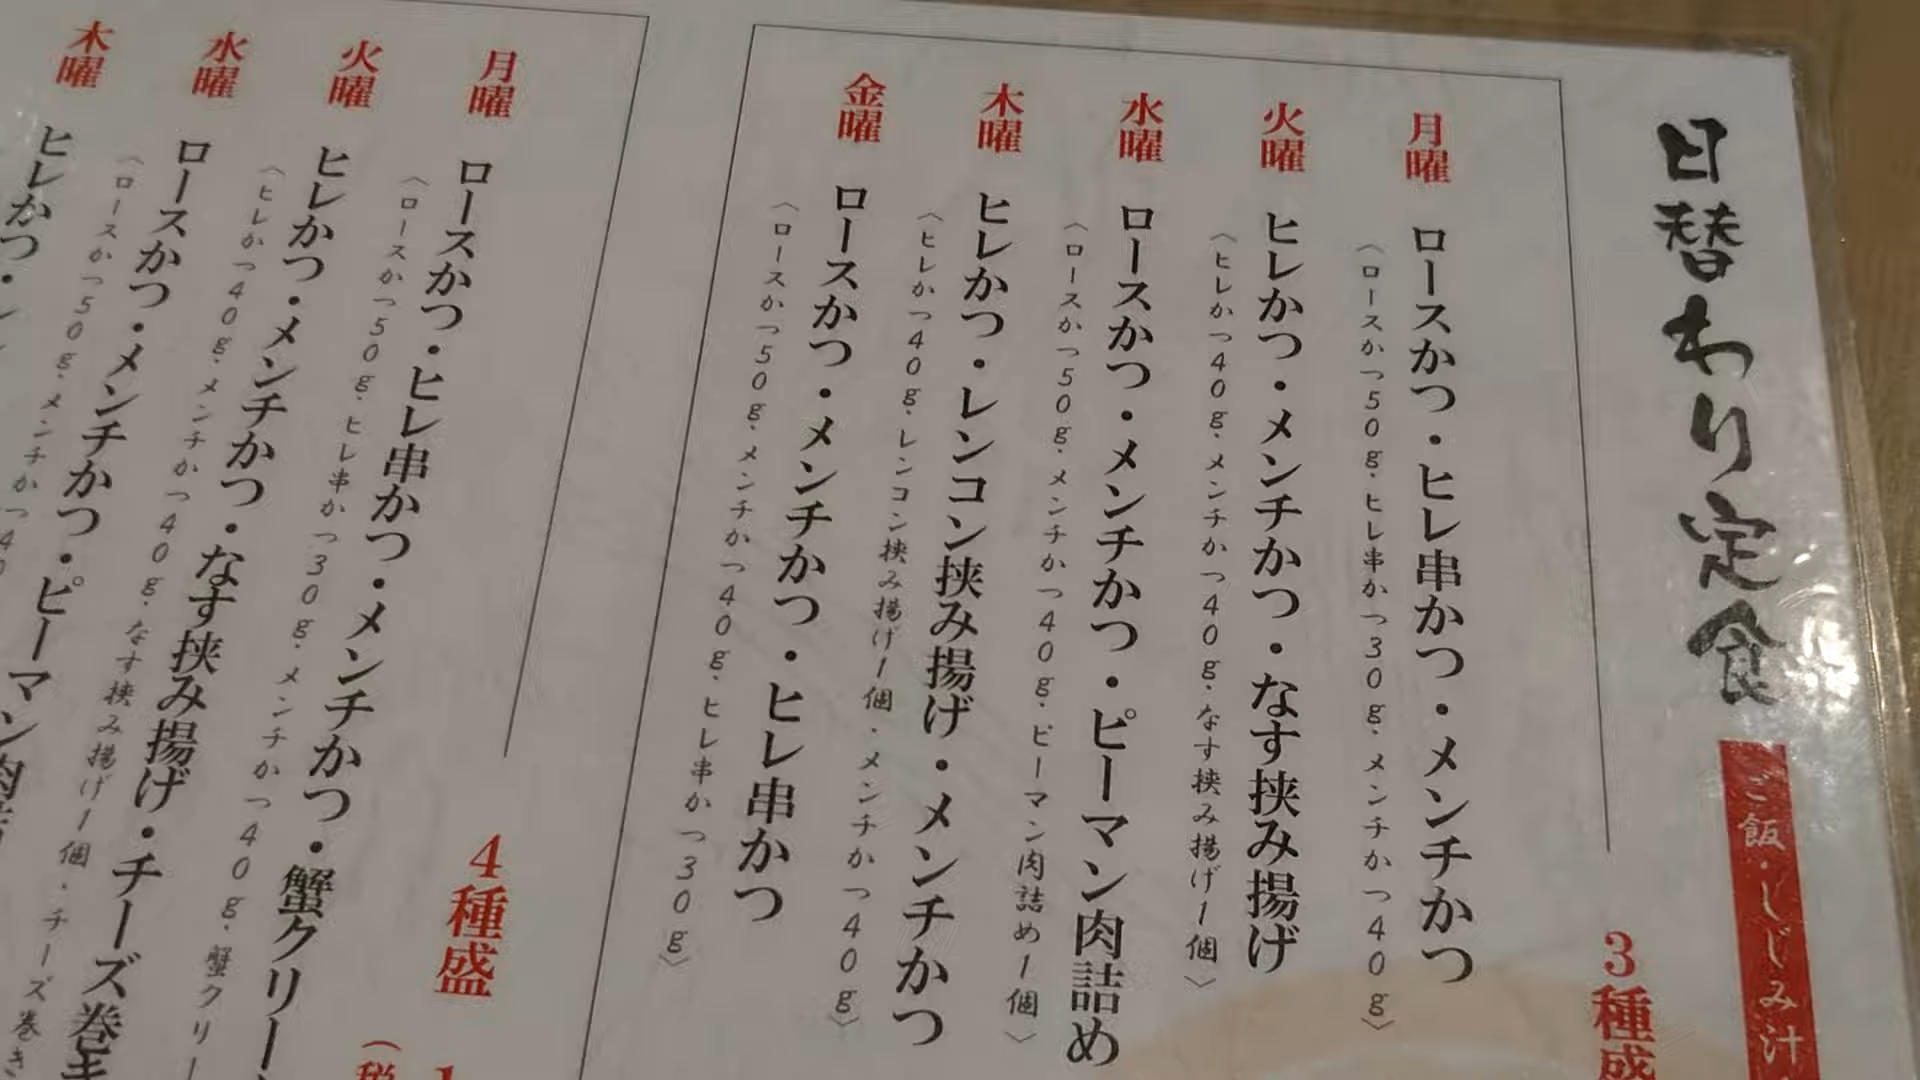 日替わり定食
ご飯・しじみ汁
3種盛
月曜 ロースかつ・ヒレ串かつ・メンチかつ
〈ロースかつ50g・ヒレ串かつ30g・メンチかつ40g〉
火曜 ヒレかつ・メンチかつ・なす挟み揚げ
〈ヒレかつ40g・メンチかつ40g・なす挟み揚げ1個〉
水曜 ロースかつ・メンチかつ・ピーマン肉詰め
〈ロースかつ50g・メンチかつ40g・ピーマン肉詰め1個〉
木曜 ヒレかつ・レンコン挟み揚げ・メンチかつ
〈ヒレかつ40g・レンコン挟み揚げ1個・メンチかつ40g〉
金曜 ロースかつ・メンチかつ・ヒレ串かつ
〈ロースかつ50g・メンチかつ40g・ヒレ串かつ30g〉
4種盛
月曜 ロースかつ・ヒレ串かつ・メンチかつ・蟹クリー
〈ロースかつ50g・ヒレ串かつ30g・メンチかつ40g・蟹クリー
火曜 ヒレかつ・メンチかつ・なす挟み揚げ・チーズ巻き
〈ヒレかつ40g・メンチかつ40g・なす挟み揚げ1個・チーズ巻き
水曜 ロースかつ・メンチかつ・ピーマン肉
〈ロースかつ50g・メンチかつ40
木曜 ヒレかつ・